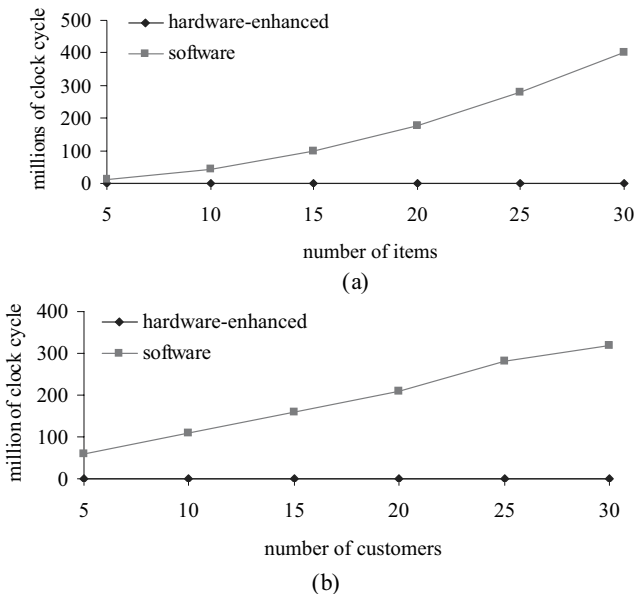 500
400
300
200
100
0
hardware-enhanced
software
millions of clock cycle
5 10 15 20 25 30
number of items
(a)
400
300
200
100
0
hardware-enhanced
software
million of clock cycle
5 10 15 20 25 30
number of customers
(b)